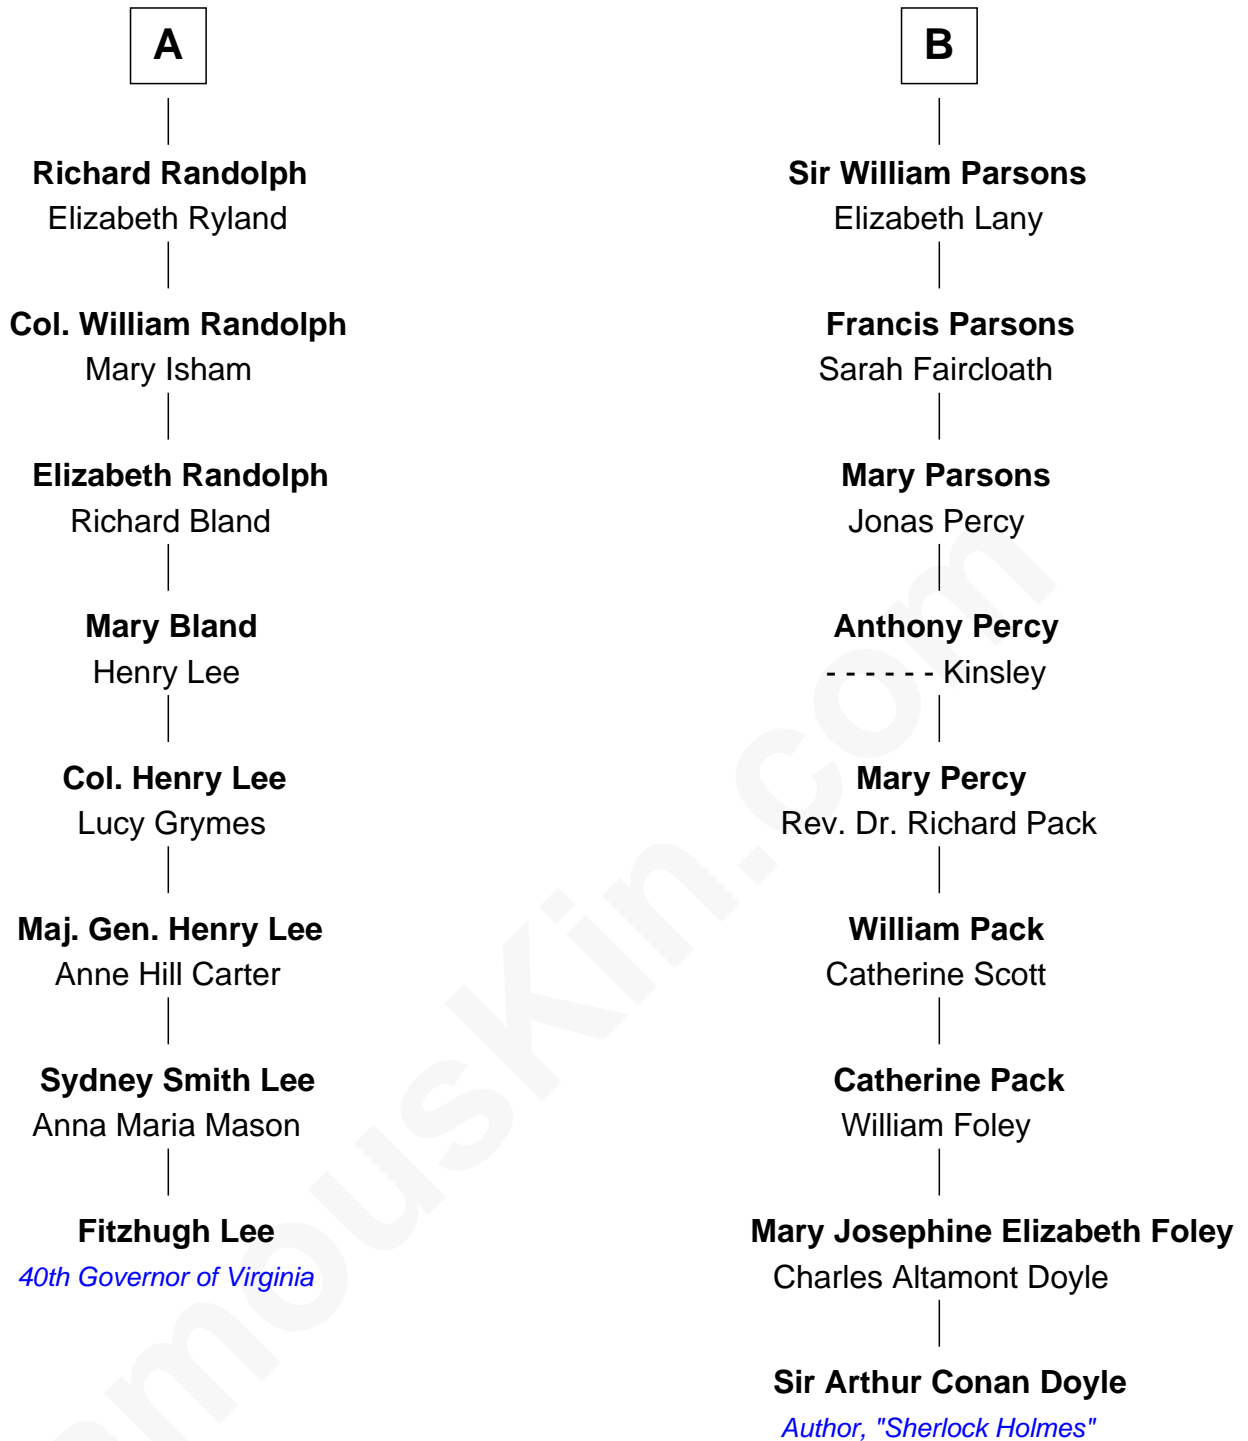 A
Richard Randolph
Elizabeth Ryland
Col. William Randolph
Mary Isham
Elizabeth Randolph
Richard Bland
Mary Bland
Henry Lee
Col. Henry Lee
Lucy Grymes
Maj. Gen. Henry Lee
Anne Hill Carter
Sydney Smith Lee
Anna Maria Mason
Fitzhugh Lee
40th Governor of Virginia
B
Sir William Parsons
Elizabeth Lany
Francis Parsons
Sarah Faircloath
Mary Parsons
Jonas Percy
Anthony Percy
- - - - - - Kinsley
Mary Percy
Rev. Dr. Richard Pack
William Pack
Catherine Scott
Catherine Pack
William Foley
Mary Josephine Elizabeth Foley
Charles Altamont Doyle
Sir Arthur Conan Doyle
Author, "Sherlock Holmes"
amouskin.com